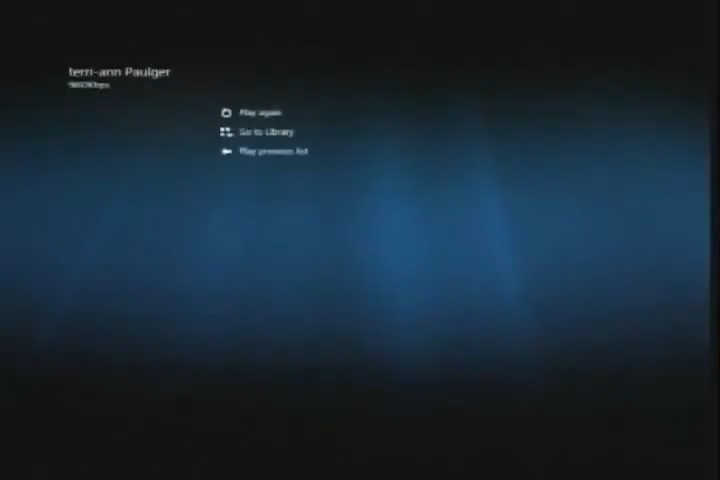 terri-ann Paulger
Play again
Go to Library
Play previous list